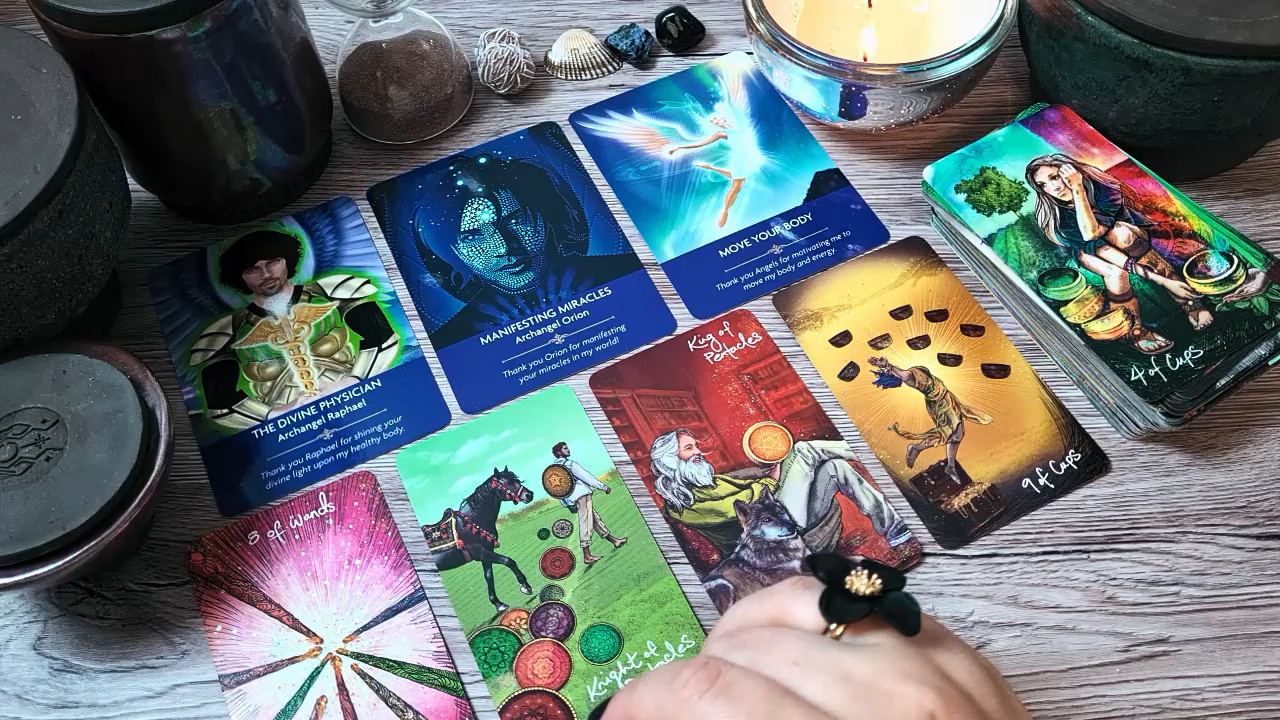 MOVE YOUR BODY
Thank you Angels for motivating me to
move my body and energy.
MANIFESTING MIRACLES
Archangel Orion
Thank you Orion for manifesting
your miracles in my world!
THE DIVINE PHYSICIAN
Archangel Raphael
Thank you Raphael for shining your
divine light upon my healthy body.
4 of Cups
King of
Pentacles
9 of Cups
8 of Wands
Knight of